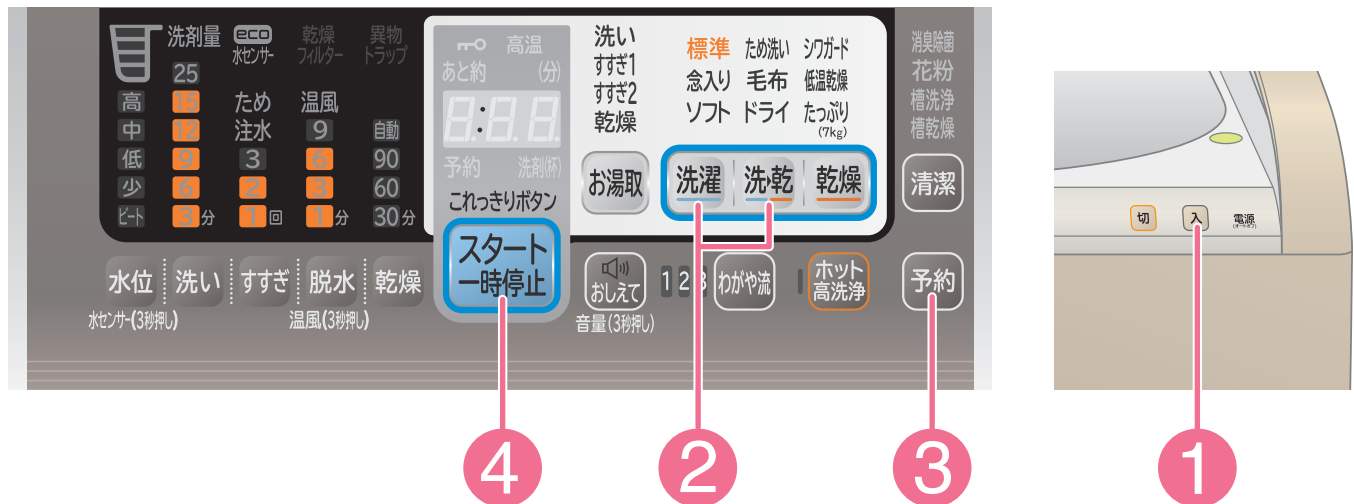 洗剤量
eco
水センサー
乾燥
フィルター
異物
トラップ
25
高
15
中
12
低
9
少
6
ビート
3分
ため
注水
3
2
1回
温風
9
6
3
1分
自動
90
60
30分
高温
あと約
(分)
8:88
予約
洗剤(杯)
これっきりボタン
スタート
一時停止
洗い
すすぎ1
すすぎ2
乾燥
お湯取
標準 ため洗い シワガード
念入り 毛布 低温乾燥
ソフト ドライ たっぷり
(7kg)
洗濯 洗・乾 乾燥
消臭除菌
花粉
槽洗浄
槽乾燥
清潔
水位 洗い すすぎ 脱水 乾燥
水センサー(3秒押し)
温風(3秒押し)
おしえて
音量(3秒押し)
1 2 3 わがや流
ホット
高洗浄
予約
切 入 電源
4 2 3 1